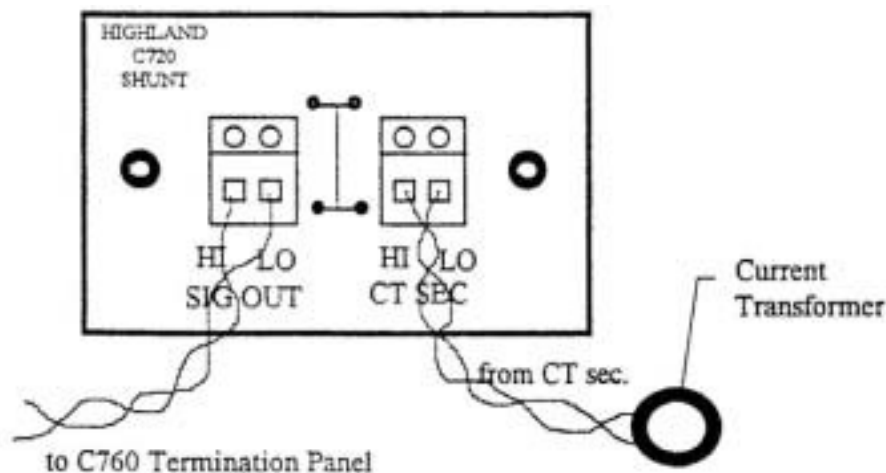 HIGHLAND
C720
SHUNT
HI LO
SIG OUT
HI LO
CT SEC
Current
Transformer
from CT sec.
to C760 Termination Panel